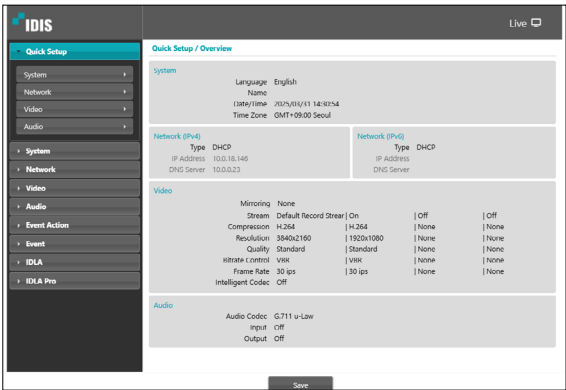 IDIS
Live
Quick Setup
Quick Setup / Overview
System
Network
Video
Audio
System
Network
Video
Audio
Event Action
Event
IDLA
IDLA Pro
System
Language English
Name
Date/Time 2025/03/31 14:30:54
Time Zone GMT+09:00 Seoul
Network (IPv4)
Type DHCP
IP Address 10.0.18.146
DNS Server 10.0.0.23
Network (IPv6)
Type DHCP
IP Address
DNS Server
Video
Mirroring None
Stream Default Record Strear | On | Off | Off
Compression H.264 | H.264 | None | None
Resolution 3840x2160 | 1920x1080 | None | None
Quality Standard | Standard | None | None
Bitrate Control VBR | VBR | None | None
Frame Rate 30 ips | 30 ips | None | None
Intelligent Codec Off
Audio
Audio Codec G.711 u-Law
Input Off
Output Off
Save